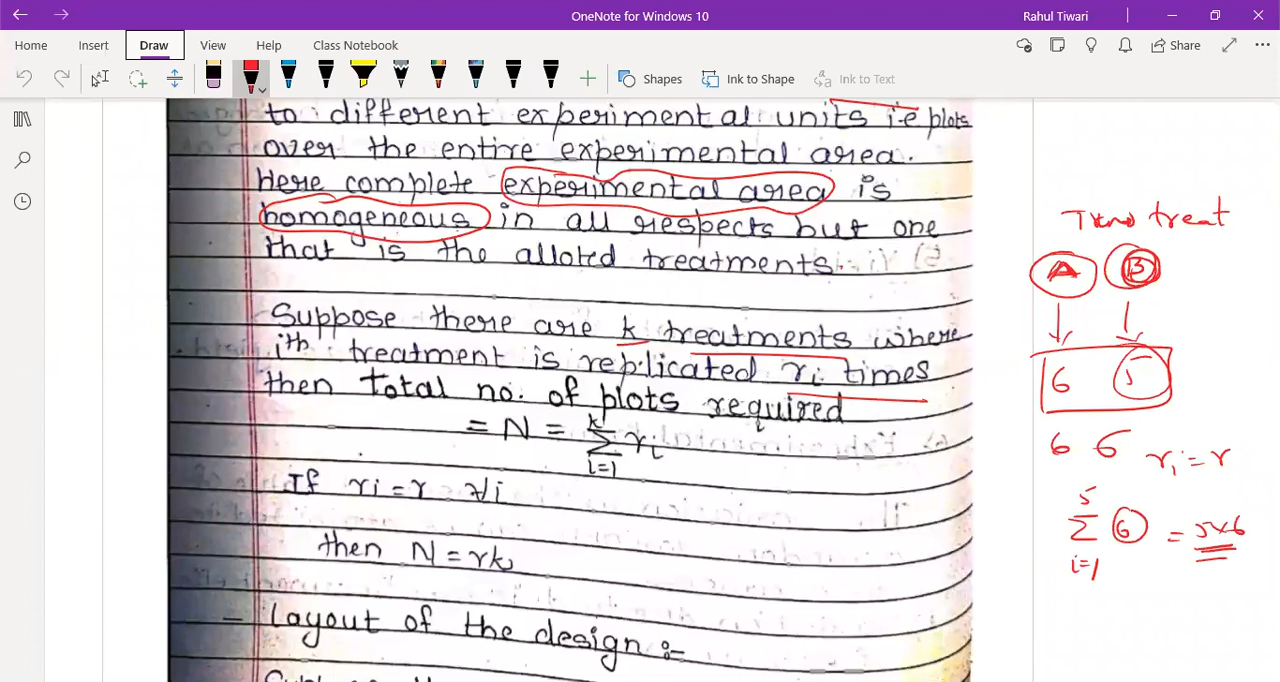 OneNote for Windows 10
Rahul Tiwari
Home Insert Draw View Help Class Notebook
Share
Shapes Ink to Shape Ink to Text
to different experimental units i.e plots
over the entire experimental area.
Here complete experimental area is
homogeneous in all respects but one
that is the alloted treatments.
Suppose there are k treatments where
ith treatment is replicated ri times
then total no. of plots required
= N = k Σ i=1 ri
If ri = r ∀i
then N = rk
- Layout of the design :-
treat
A B
6 5
6 6 ri = r
5 Σ i=1 6 = 5×6